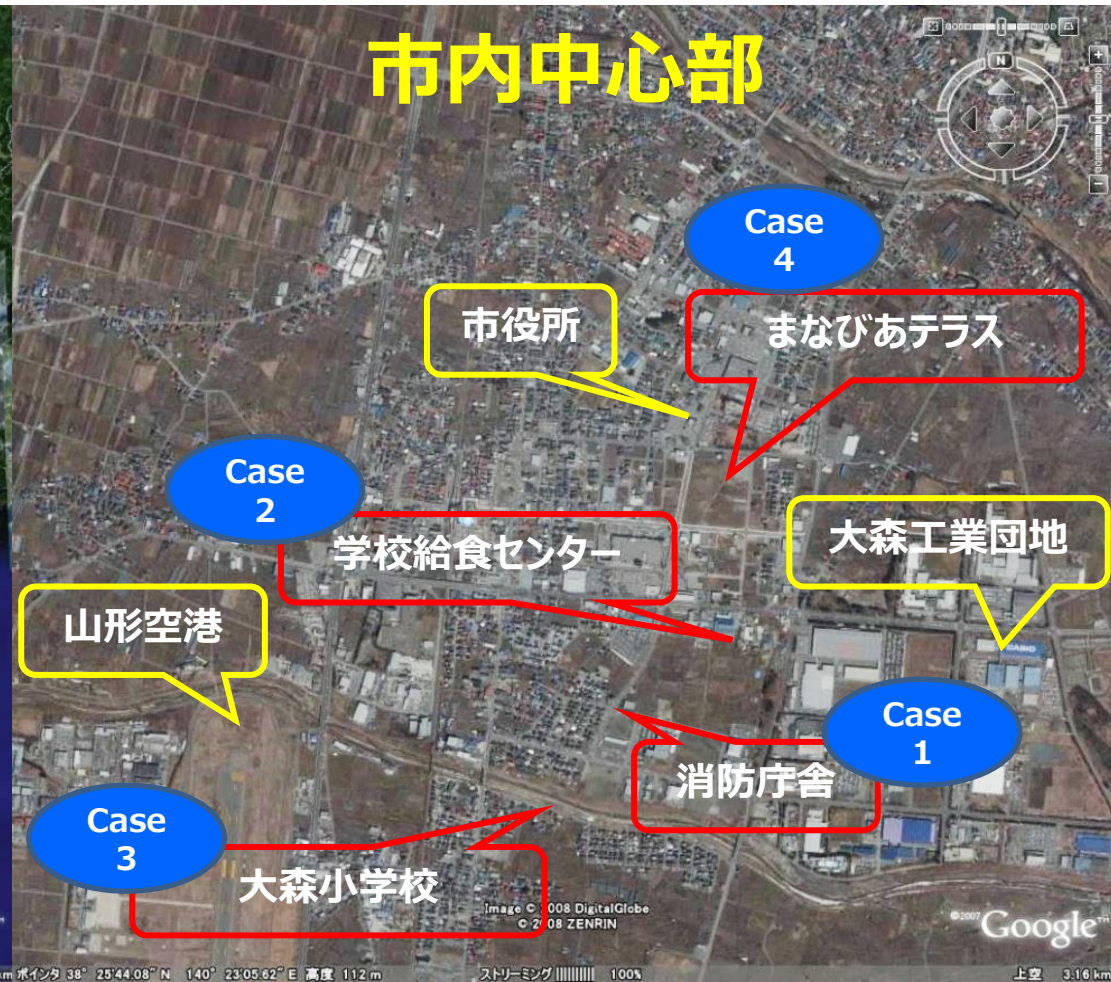 市内中心部
N
Case
4
市役所
まなびあテラス
Case
2
学校給食センター
大森工業団地
山形空港
CASIO
Case
1
消防庁舎
Case
3
大森小学校
Image © 2008 DigitalGlobe
© 2008 ZENRIN
©2007 Google™
km ポインタ 38° 25'44.08" N 140° 23'05.62" E 高度 112 m ストリーミング |||||||||| 100% 上空 3.16 km